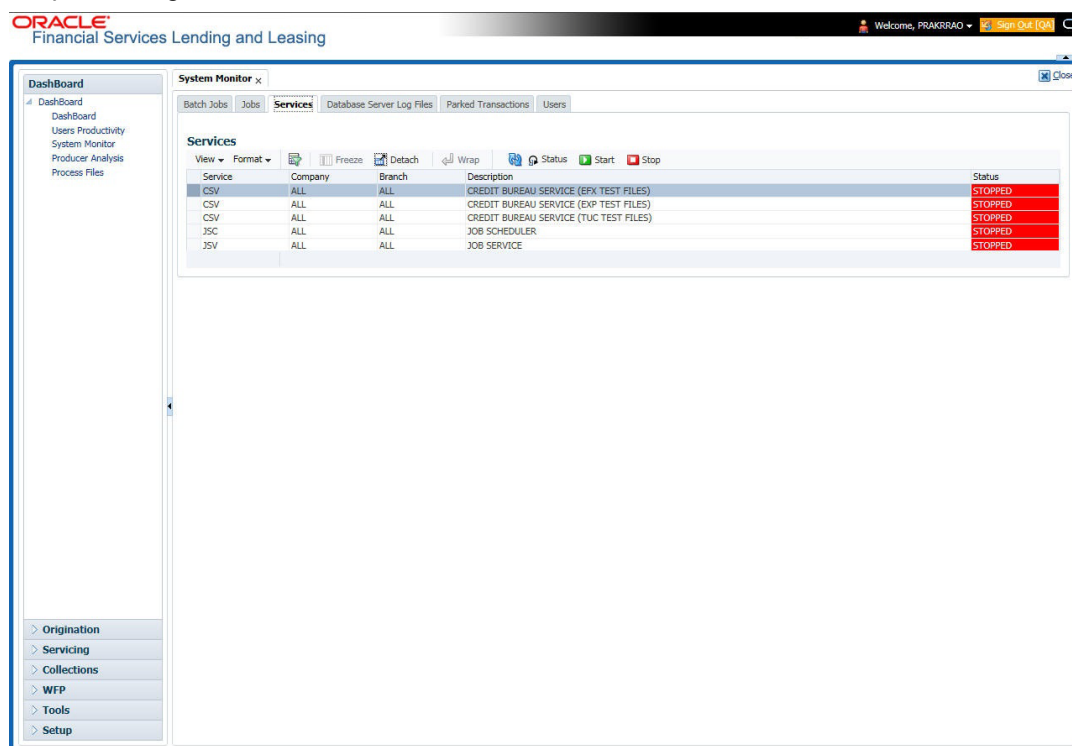 ORACLE'
Financial Services Lending and Leasing
Welcome, PRAKRRAO
Sign Out [QA]
DashBoard
DashBoard
DashBoard
Users Productivity
System Monitor
Producer Analysis
Process Files
Origination
Servicing
Collections
WFP
Tools
Setup
System Monitor x
Close
Batch Jobs Jobs Services Database Server Log Files Parked Transactions Users
Services
View Format Freeze Detach Wrap Status Start Stop
Service Company Branch Description Status
CSV ALL ALL CREDIT BUREAU SERVICE (EFX TEST FILES) STOPPED
CSV ALL ALL CREDIT BUREAU SERVICE (EXP TEST FILES) STOPPED
CSV ALL ALL CREDIT BUREAU SERVICE (TUC TEST FILES) STOPPED
JSC ALL ALL JOB SCHEDULER STOPPED
JSV ALL ALL JOB SERVICE STOPPED